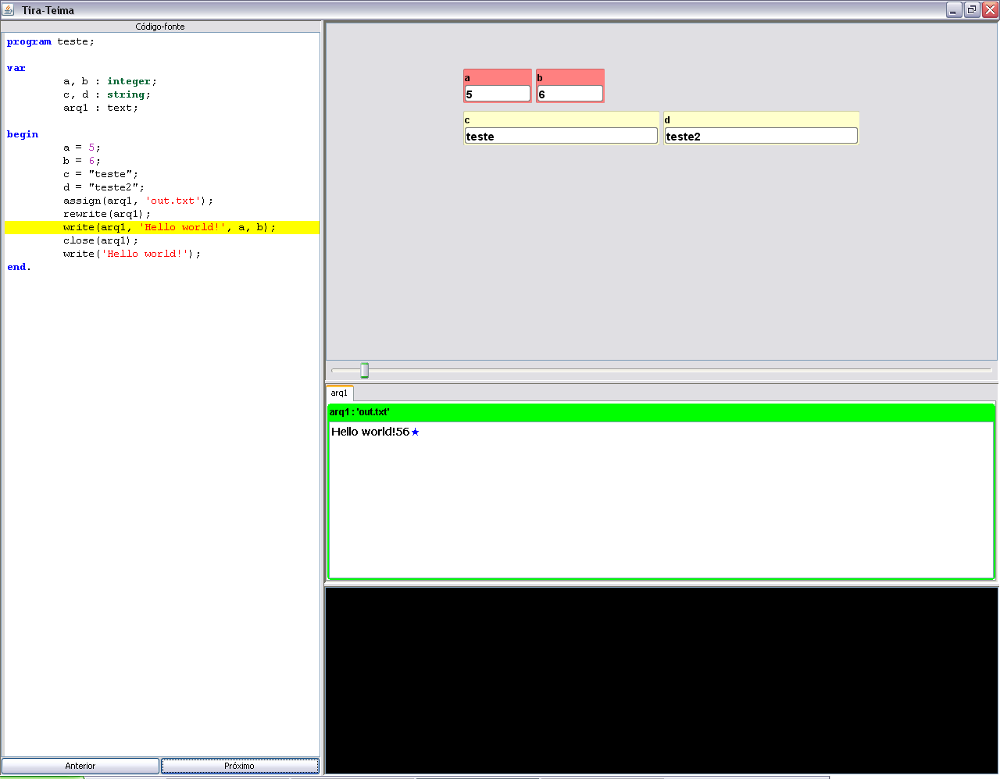 Tira-Teima
Código-fonte
program teste;
var
a, b : integer;
c, d : string;
arq1 : text;
begin
a = 5;
b = 6;
c = "teste";
d = "teste2";
assign(arq1, 'out.txt');
rewrite(arq1);
write(arq1, 'Hello world!', a, b);
close(arq1);
write('Hello world!');
end.
Anterior
Próximo
a
b
5
6
c
d
teste
teste2
arq1
arq1 : 'out.txt'
Hello world!56